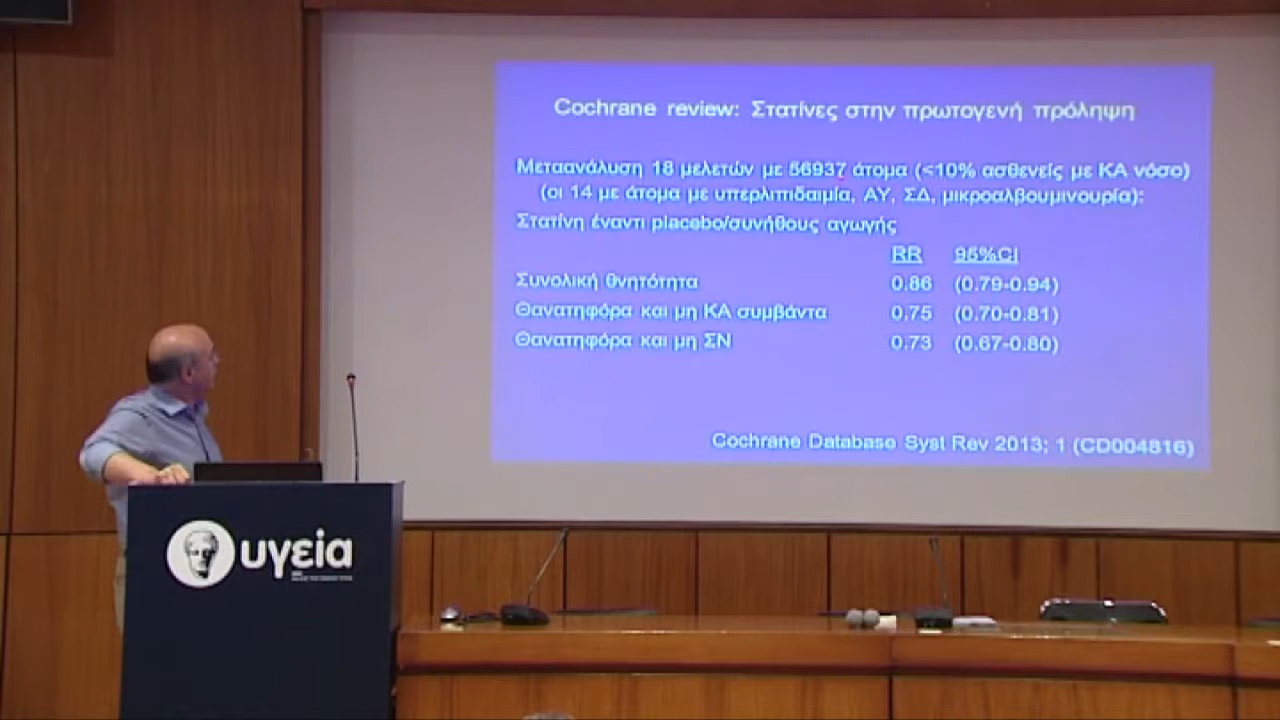 Cochrane review: Στατίνες στην πρωτογενή πρόληψη
Μεταανάλυση 18 μελετών με 56937 άτομα (<10% ασθενείς με ΚΑ νόσο)
(οι 14 με άτομα με υπερλιπιδαιμία, ΑΥ, ΣΔ, μικροαλβουμινουρία):
Στατίνη έναντι placebo/συνήθους αγωγής
RR 95%CI
Συνολική θνητότητα 0.86 (0.79-0.94)
Θανατηφόρα και μη ΚΑ συμβάντα 0.75 (0.70-0.81)
Θανατηφόρα και μη ΣΝ 0.73 (0.67-0.80)
Cochrane Database Syst Rev 2013; 1 (CD004816)
υγεία